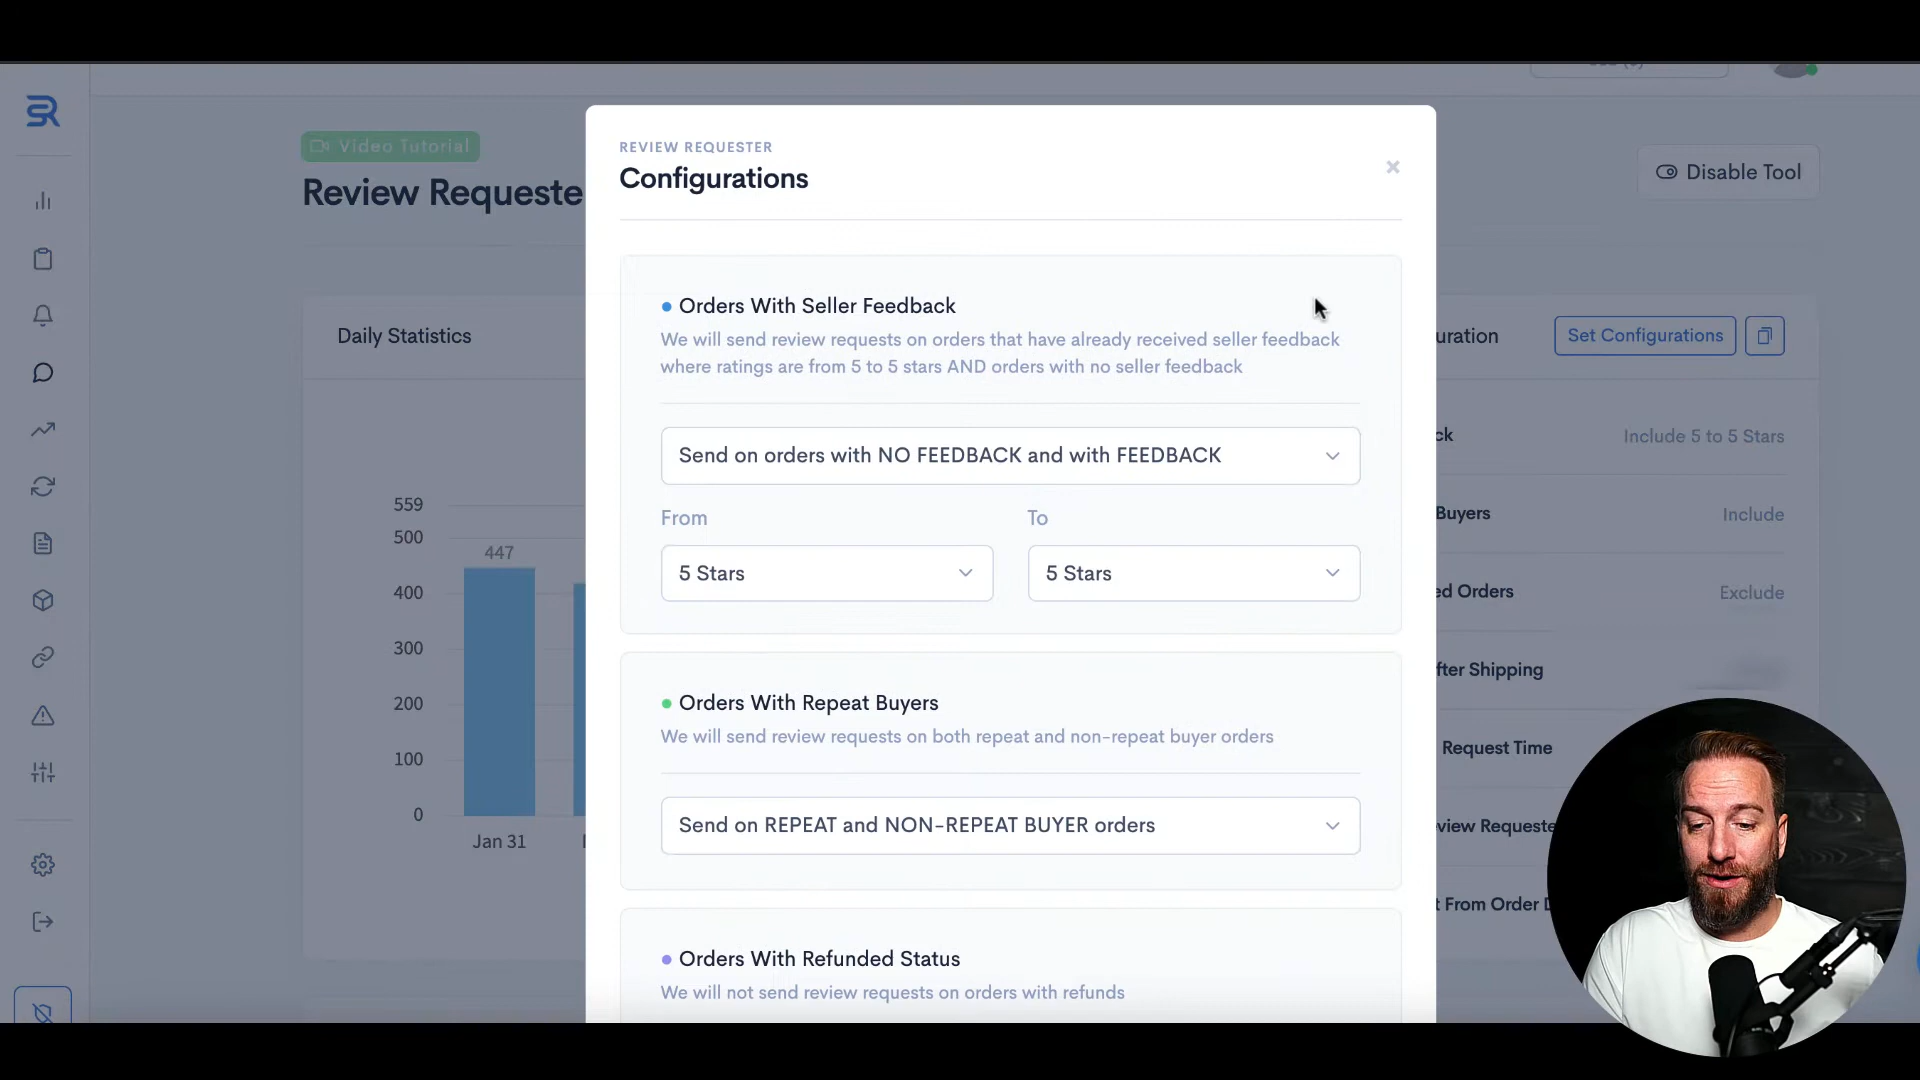 Video Tutorial
Review Requeste
Disable Tool
REVIEW REQUESTER
Configurations
Orders With Seller Feedback
We will send review requests on orders that have already received seller feedback
where ratings are from 5 to 5 stars AND orders with no seller feedback
Send on orders with NO FEEDBACK and with FEEDBACK
From
To
5 Stars
5 Stars
Orders With Repeat Buyers
We will send review requests on both repeat and non-repeat buyer orders
Send on REPEAT and NON-REPEAT BUYER orders
Orders With Refunded Status
We will not send review requests on orders with refunds
Daily Statistics
559
500
447
400
300
200
100
0
Jan 31
uration
Set Configurations
ck
Include 5 to 5 Stars
Buyers
Include
ed Orders
Exclude
fter Shipping
Request Time
view Requeste
t From Order D